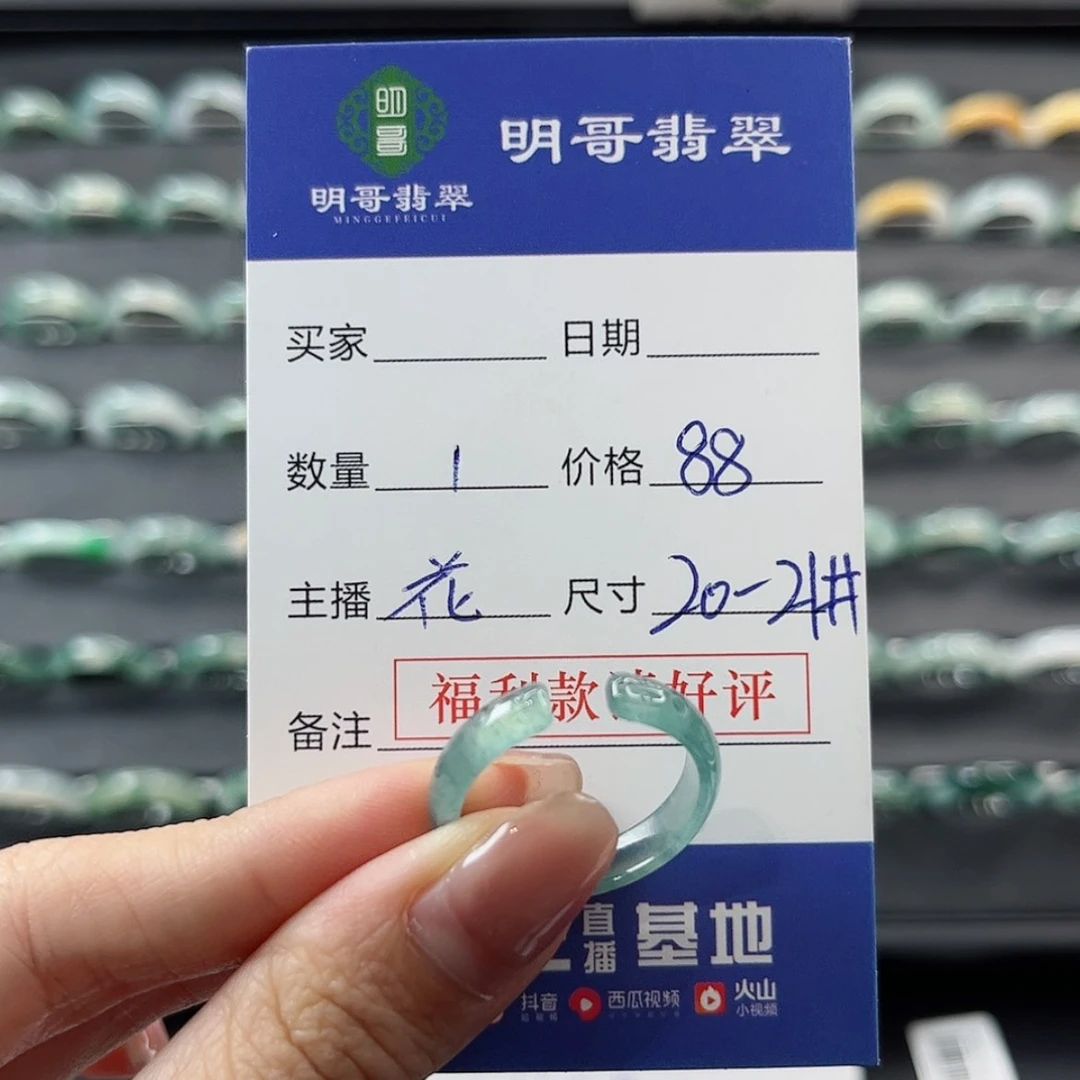 明哥
明哥翡翠
MINGGEFEICUI
明哥翡翠
买家 日期
数量 1 价格 88
主播 花 尺寸 20-21#
福利款 好评
备注
直播 基地
抖音 西瓜视频 火山小视频